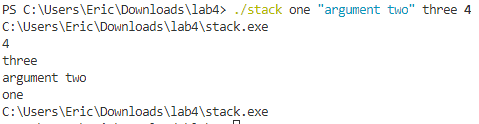 PS C:\Users\Eric\Downloads\lab4> ./stack one "argument two" three 4
C:\Users\Eric\Downloads\lab4\stack.exe
4
three
argument two
one
C:\Users\Eric\Downloads\lab4\stack.exe